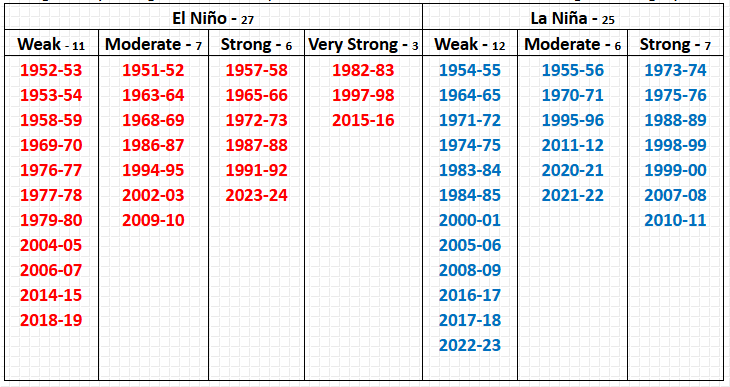 El Niño - 27 La Niña - 25
Weak - 11 Moderate - 7 Strong - 6 Very Strong - 3 Weak - 12 Moderate - 6 Strong - 7
1952-53 1951-52 1957-58 1982-83 1954-55 1955-56 1973-74
1953-54 1963-64 1965-66 1997-98 1964-65 1970-71 1975-76
1958-59 1968-69 1972-73 2015-16 1971-72 1995-96 1988-89
1969-70 1986-87 1987-88 1974-75 2011-12 1998-99
1976-77 1994-95 1991-92 1983-84 2020-21 1999-00
1977-78 2002-03 2023-24 1984-85 2021-22 2007-08
1979-80 2009-10 2000-01 2010-11
2004-05 2005-06
2006-07 2008-09
2014-15 2016-17
2018-19 2017-18
2022-23